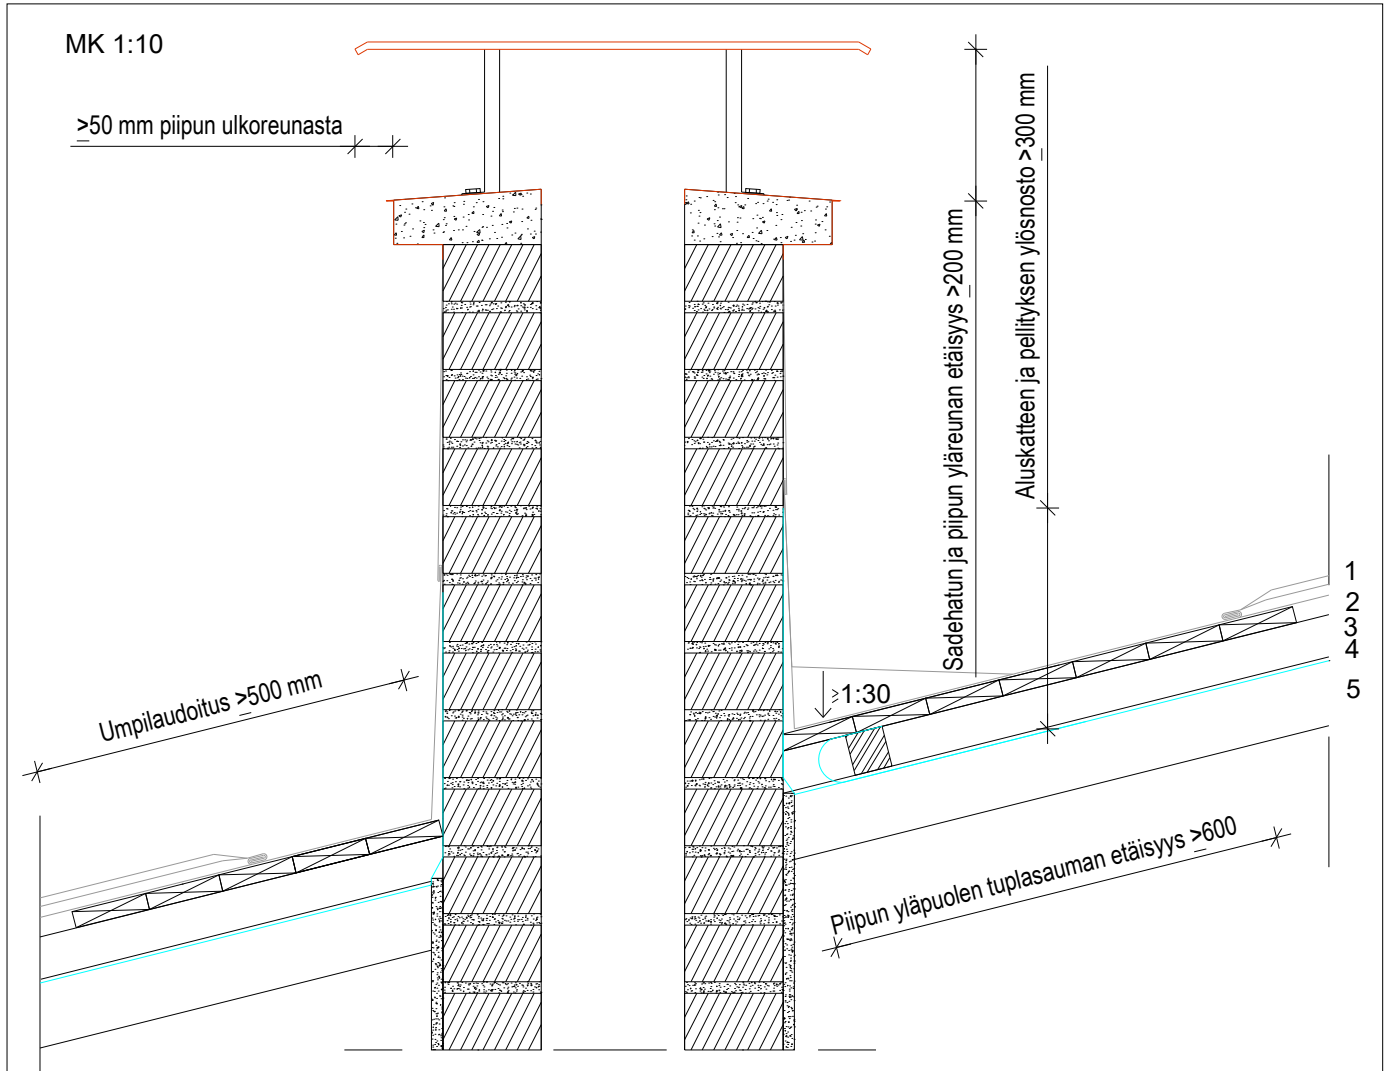 MK 1:10
≥50 mm piipun ulkoreunasta
Sadehatun ja piipun yläreunan etäisyys ≥200 mm
Aluskatteen ja pellityksen ylösnosto ≥300 mm
1
2
3
4
5
Umpilaudoitus ≥500 mm
≥1:30
Piipun yläpuolen tuplasauman etäisyys ≥600